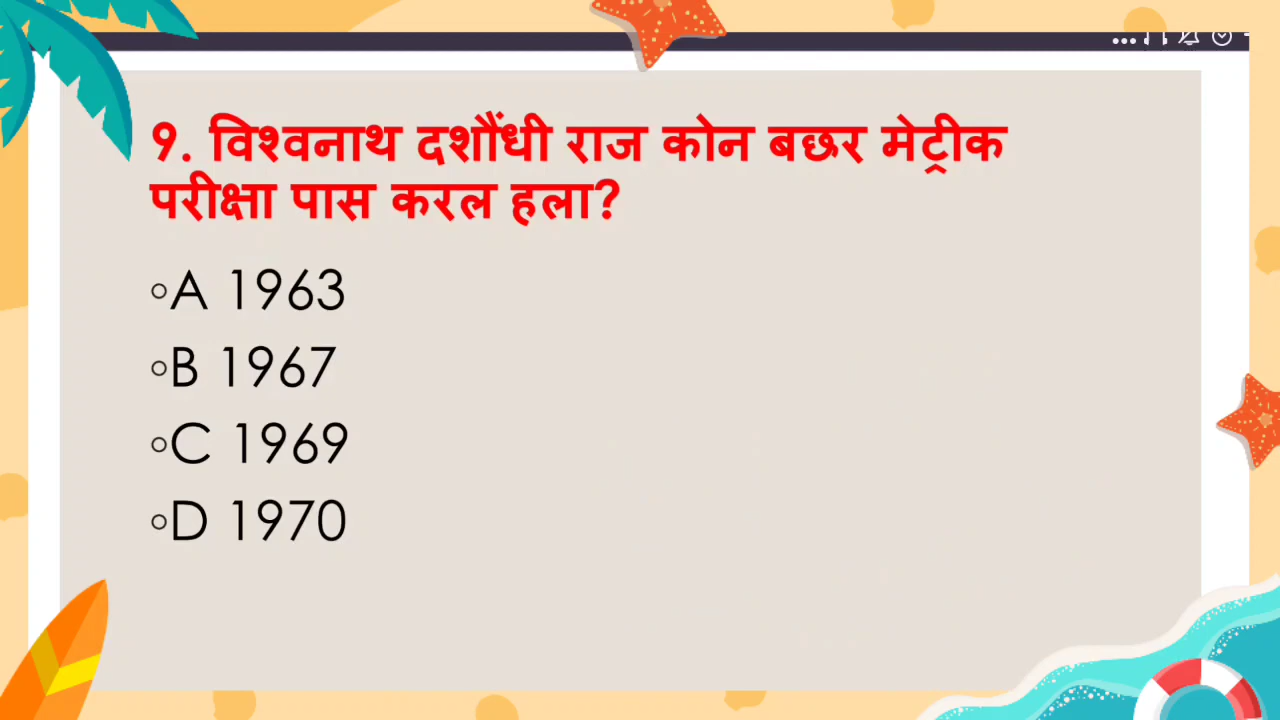 9. विश्वनाथ दशौंधी राज कोन बछर मेट्रीक
परीक्षा पास करल हला?
◦A 1963
◦B 1967
◦C 1969
◦D 1970